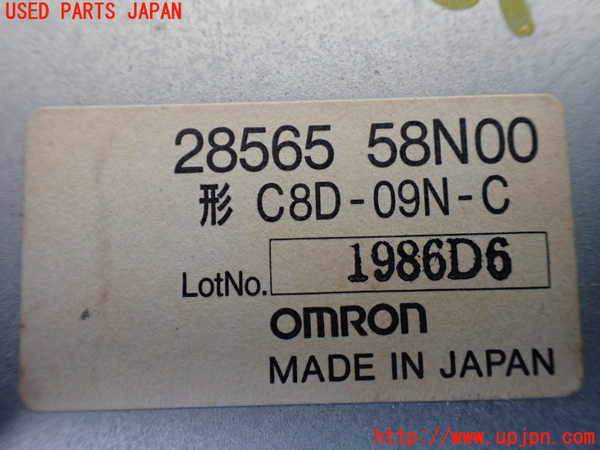 USED PARTS JAPAN
28565 58N00
形 C8D-09N-C
LotNo. 1986D6
OMRON
MADE IN JAPAN
http://www.upjpn.com/